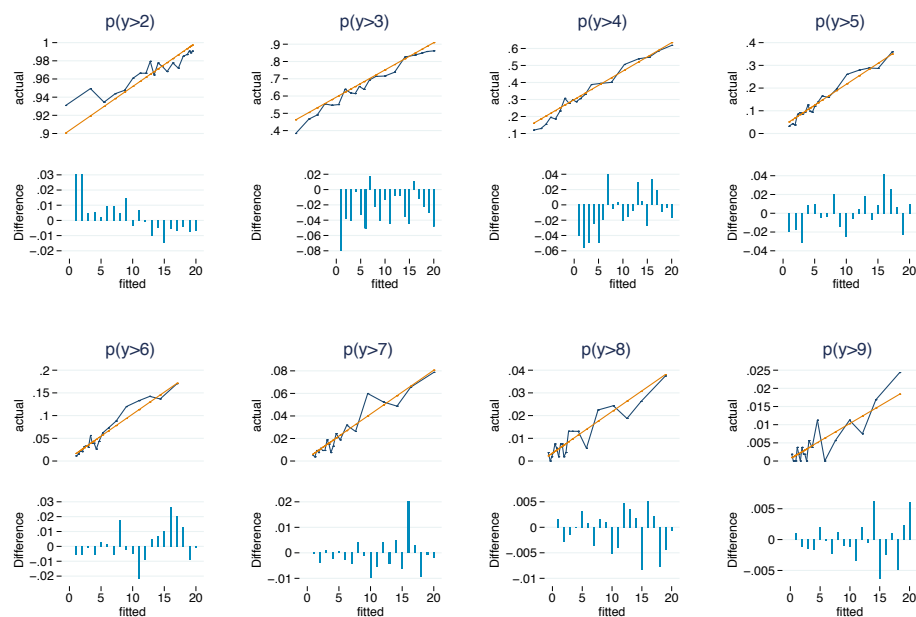 p(y>2) p(y>3) p(y>4) p(y>5)
actual
1
.98
.96
.94
.92
.9
actual
.9
.8
.7
.6
.5
.4
actual
.6
.5
.4
.3
.2
.1
actual
.4
.3
.2
.1
0
Difference
.03
.02
.01
0
−.01
−.02
0 5 10 15 20
fitted
Difference
.02
0
−.02
−.04
−.06
−.08
0 5 10 15 20
fitted
Difference
.04
.02
0
−.02
−.04
−.06
0 5 10 15 20
fitted
Difference
.04
.02
0
−.02
−.04
0 5 10 15 20
fitted
p(y>6) p(y>7) p(y>8) p(y>9)
actual
.2
.15
.1
.05
0
actual
.08
.06
.04
.02
0
actual
.04
.03
.02
.01
0
actual
.025
.02
.015
.01
.005
0
Difference
.03
.02
.01
0
−.01
−.02
0 5 10 15 20
fitted
Difference
.02
.01
0
−.01
0 5 10 15 20
fitted
Difference
.005
0
−.005
−.01
0 5 10 15 20
fitted
Difference
.005
0
−.005
0 5 10 15 20
fitted